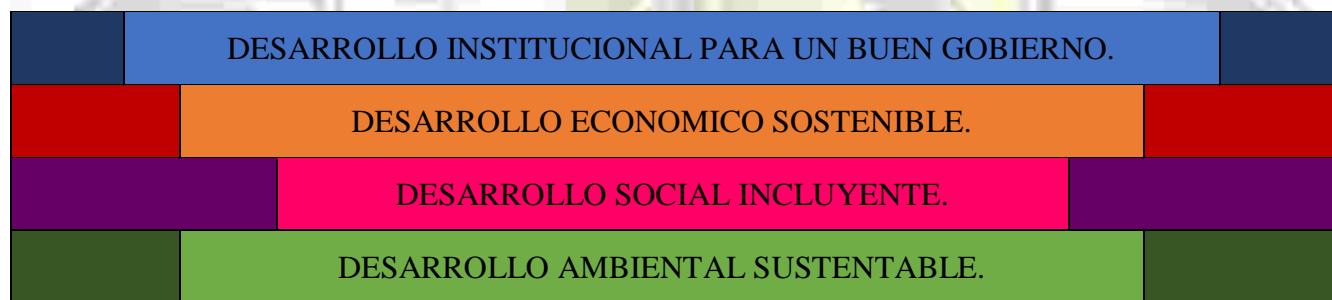 DESARROLLO INSTITUCIONAL PARA UN BUEN GOBIERNO.
DESARROLLO ECONOMICO SOSTENIBLE.
DESARROLLO SOCIAL INCLUYENTE.
DESARROLLO AMBIENTAL SUSTENTABLE.